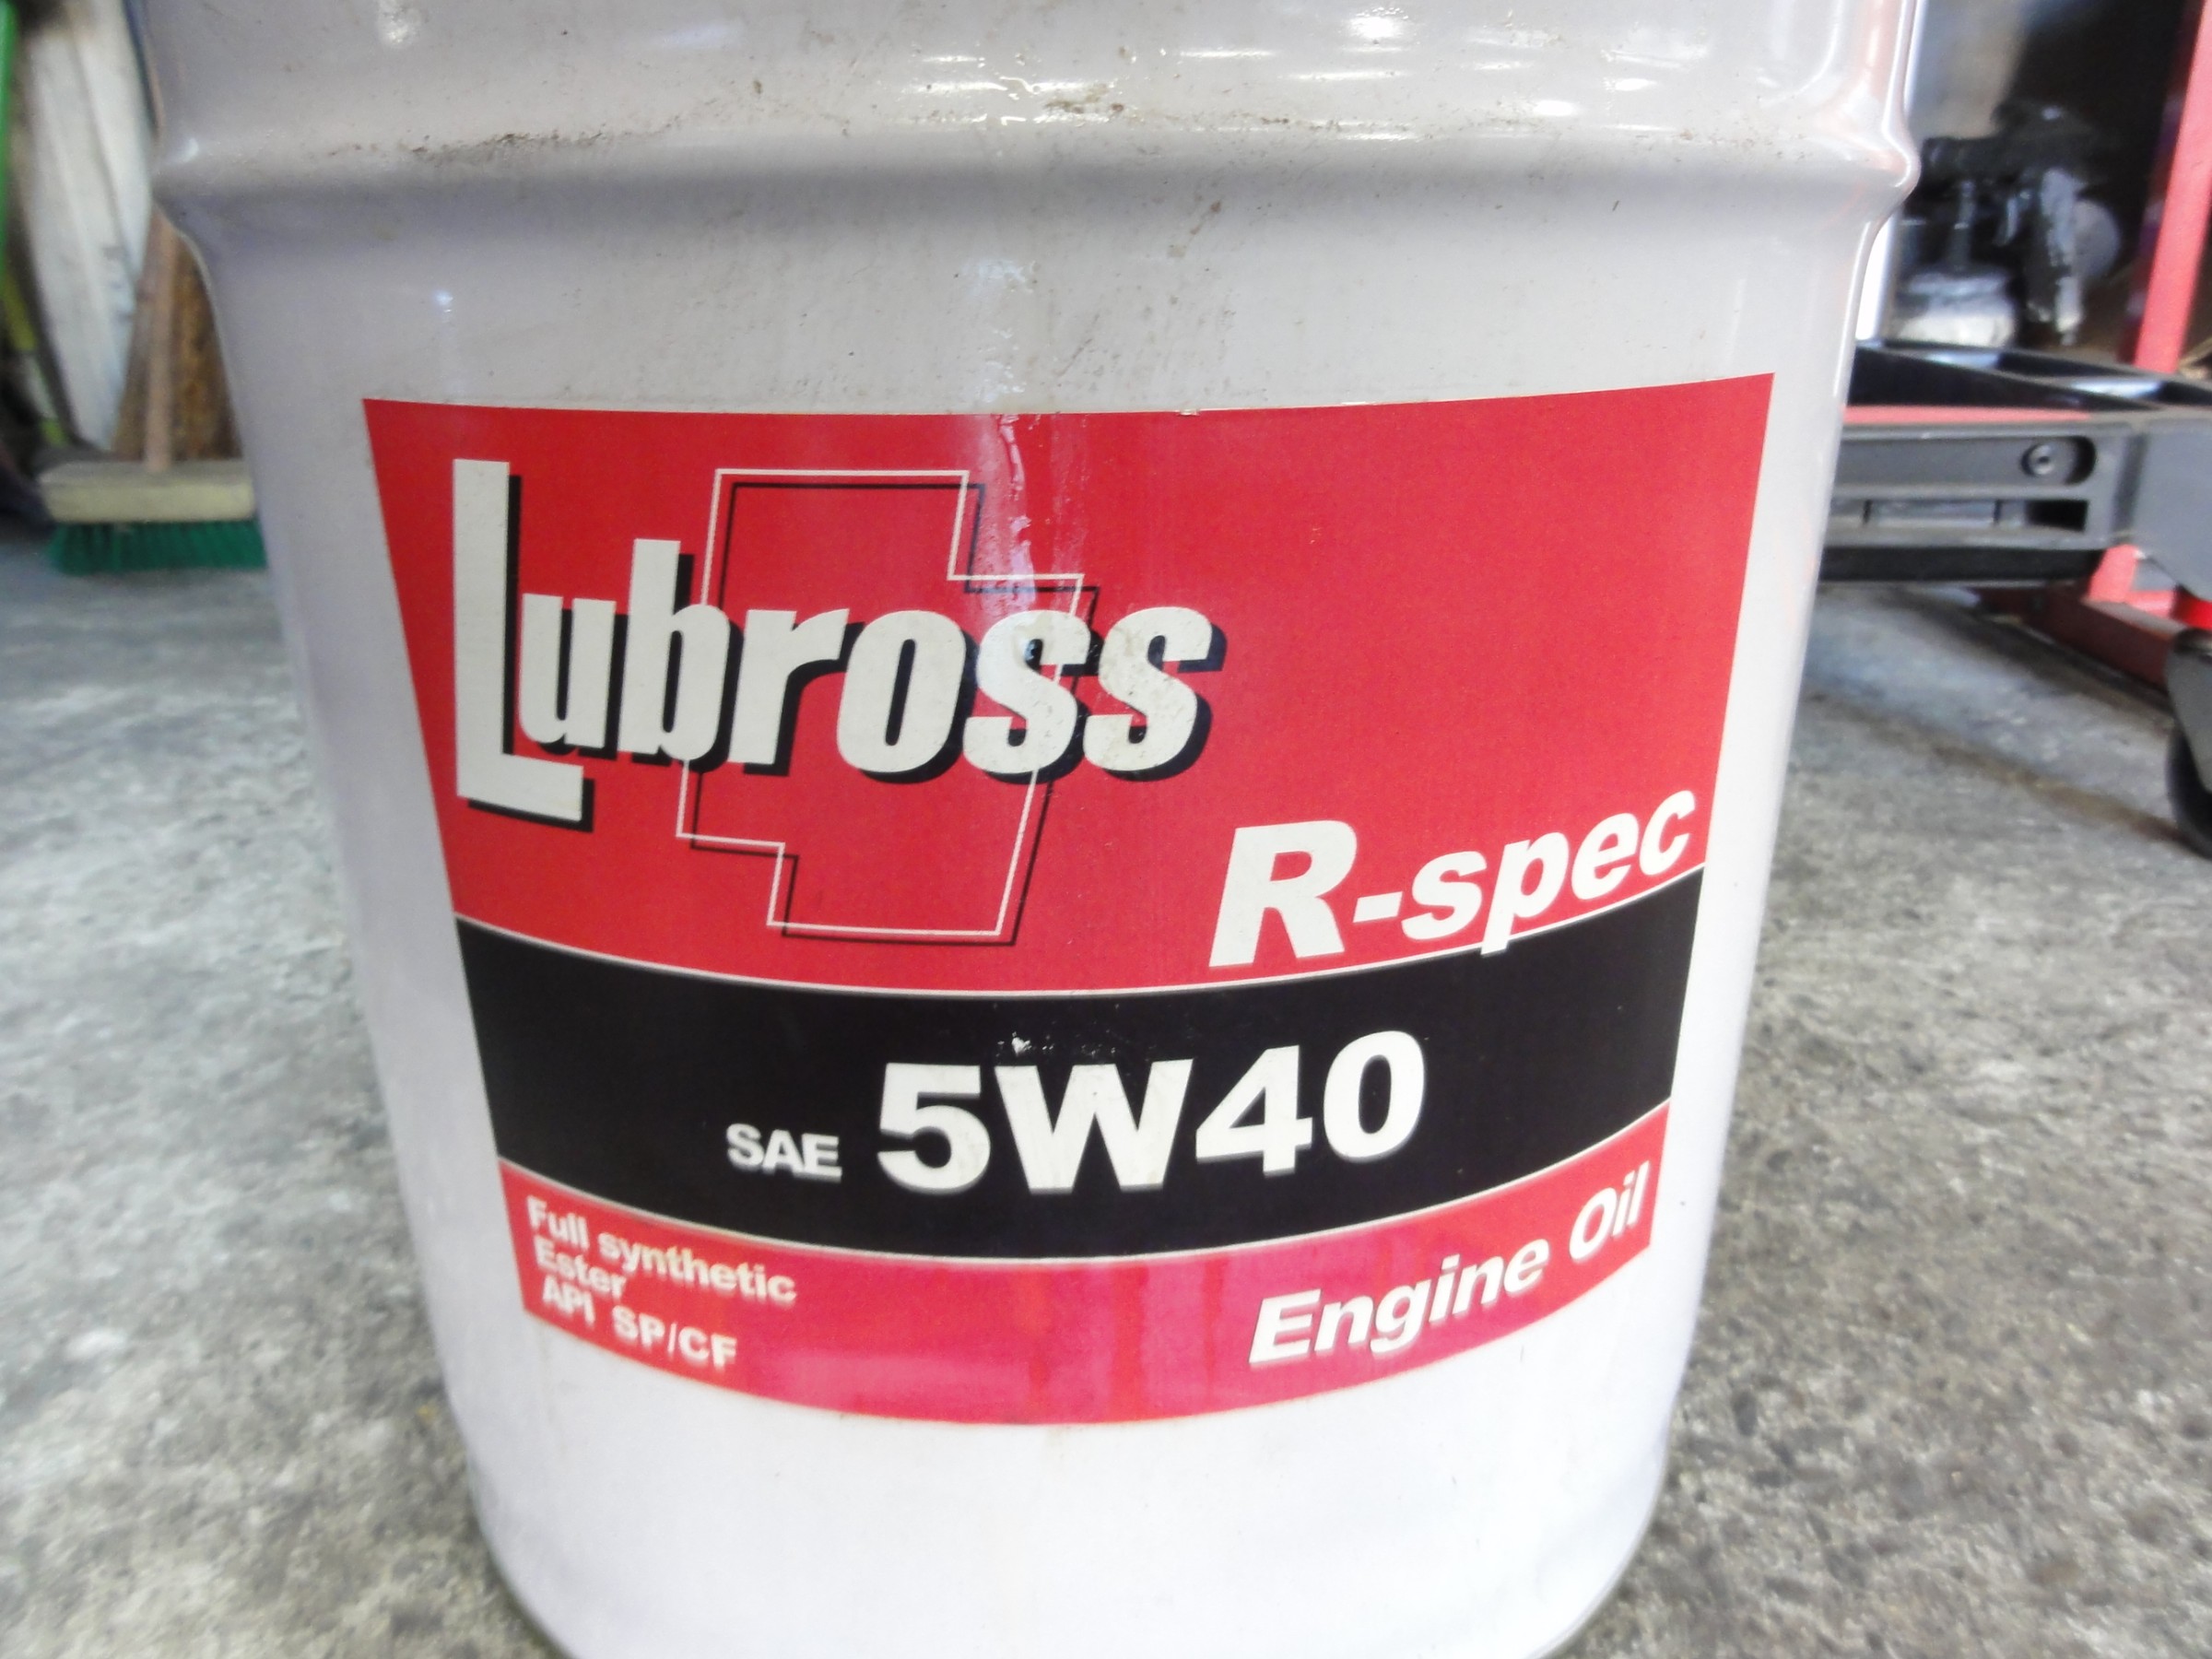 Lubross
R-spec
SAE 5W40
Full synthetic
Ester
API SP/CF
Engine Oil